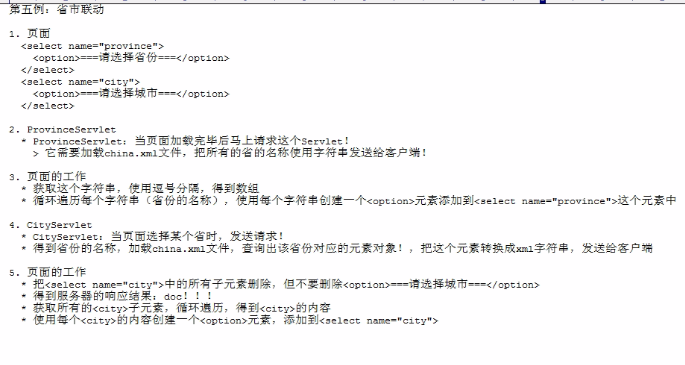 第五例：省市联动
1. 页面
<select name="province">
<option>===请选择省份===</option>
</select>
<select name="city">
<option>===请选择城市===</option>
</select>
2. ProvinceServlet
* ProvinceServlet：当页面加载完毕后马上请求这个Servlet！
> 它需要加载china.xml文件，把所有的省的名称使用字符串发送给客户端！
3. 页面的工作
* 获取这个字符串，使用逗号分隔，得到数组
* 循环遍历每个字符串（省份的名称），使用每个字符串创建一个<option>元素添加到<select name="province">这个元素中
4. CityServlet
* CityServlet：当页面选择某个省时，发送请求！
* 得到省份的名称，加载china.xml文件，查询出该省份对应的元素对象！，把这个元素转换成xml字符串，发送给客户端
5. 页面的工作
* 把<select name="city">中的所有子元素删除，但不要删除<option>===请选择城市===</option>
* 得到服务器的响应结果：doc！！！
* 获取所有的<city>子元素，循环遍历，得到<city>的内容
* 使用每个<city>的内容创建一个<option>元素，添加到<select name="city">